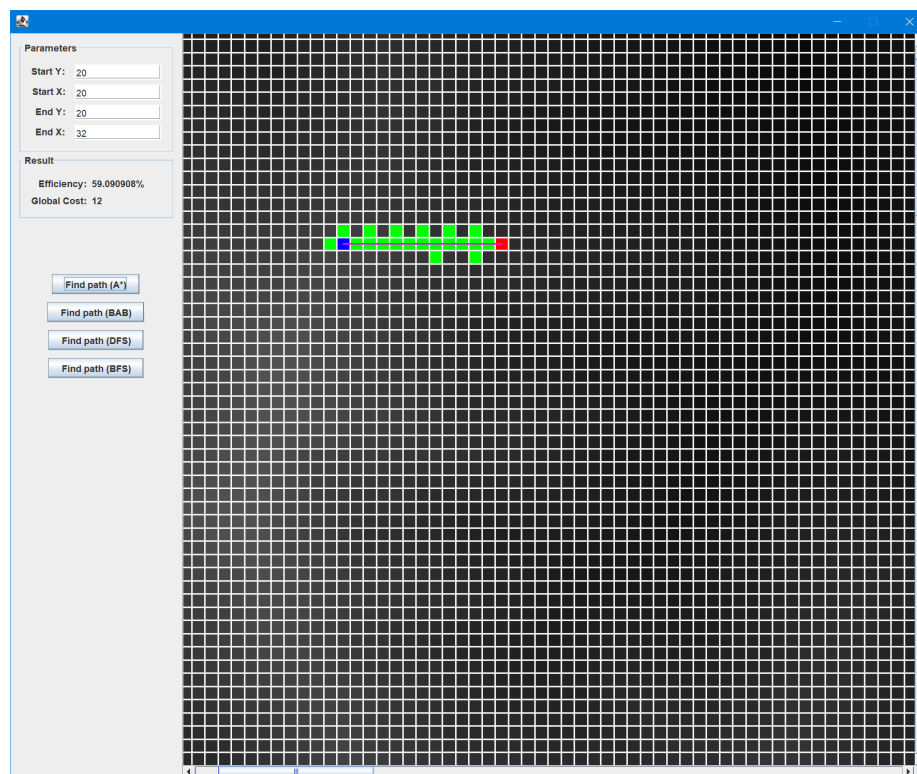 Parameters
Start Y: 20
Start X: 20
End Y: 20
End X: 32
Result
Efficiency: 59.090908%
Global Cost: 12
Find path (A*)
Find path (BAB)
Find path (DFS)
Find path (BFS)